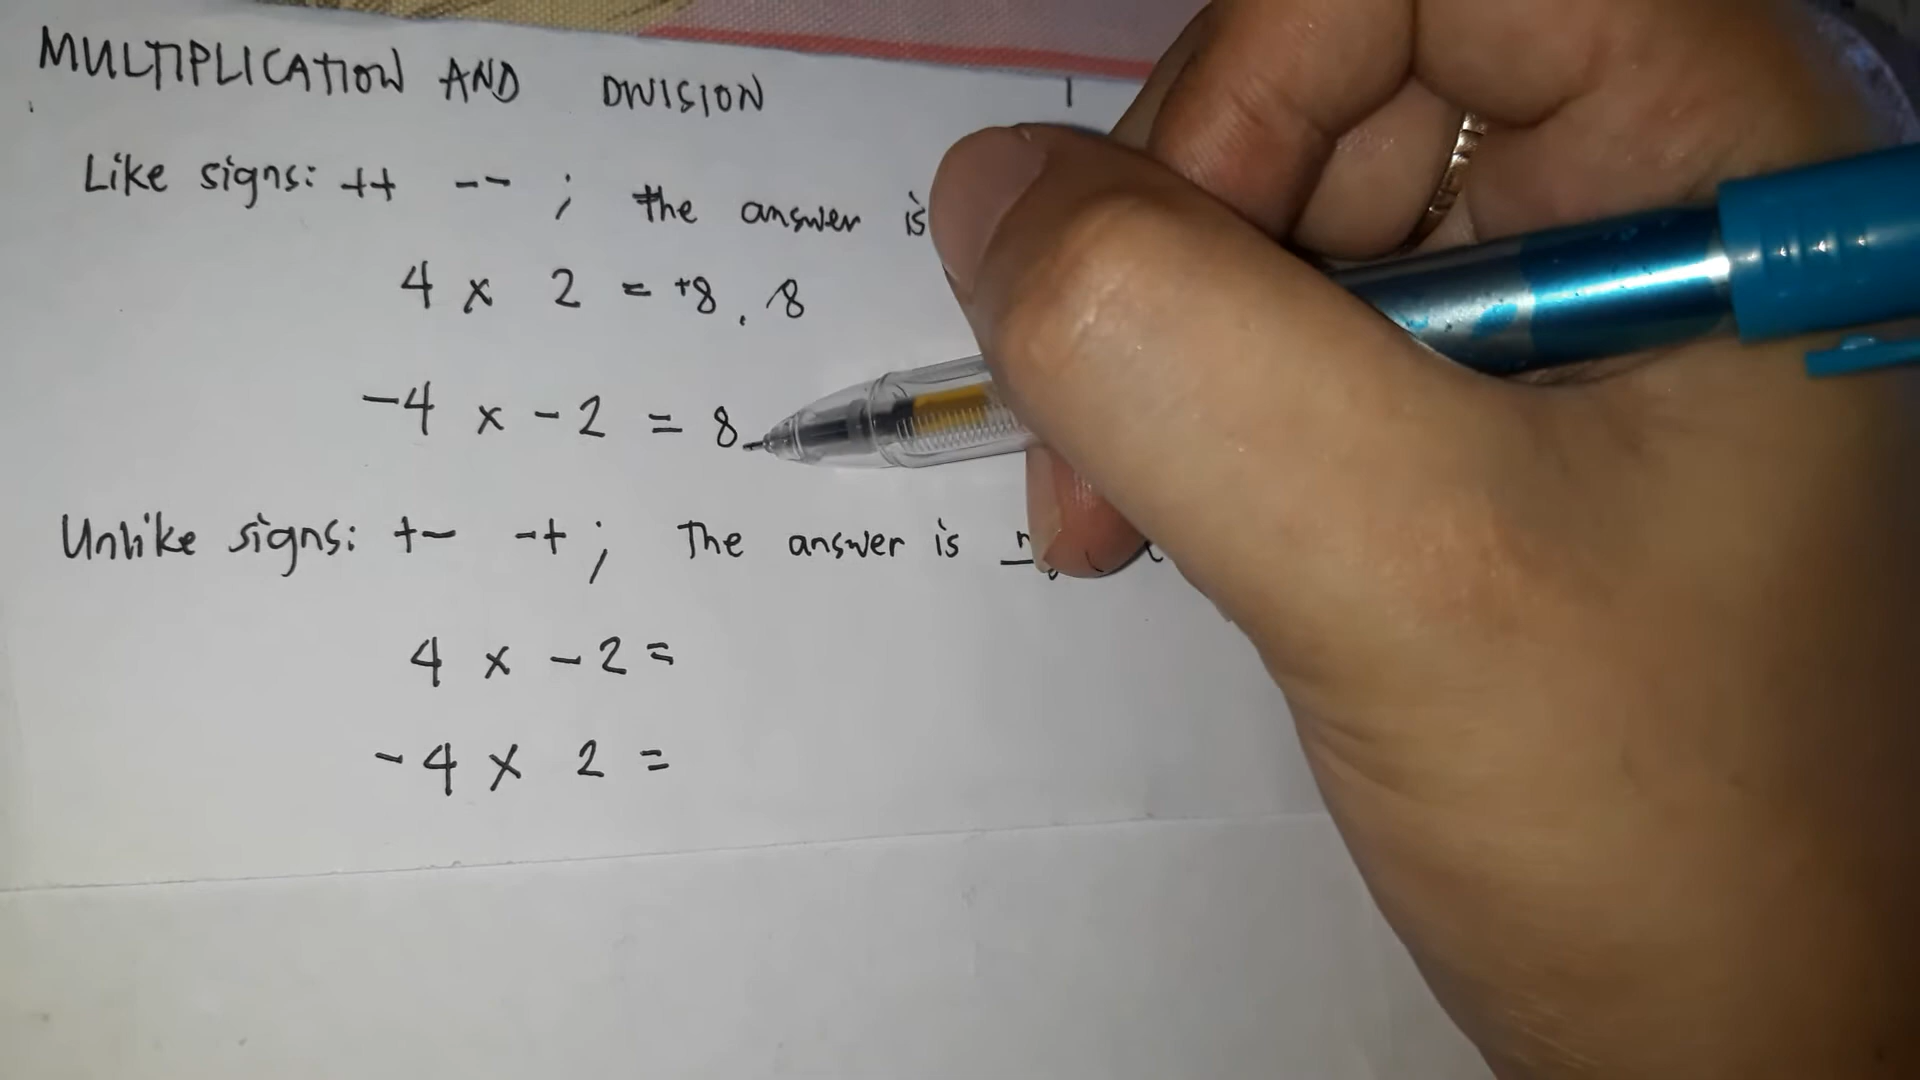 MULTIPLICATION AND DIVISION
Like signs: ++ -- ; the answer is
4 x 2 = +8, 8
-4 x -2 = 8
Unlike signs: +- -+ ; The answer is
4 x -2 =
-4 x 2 =